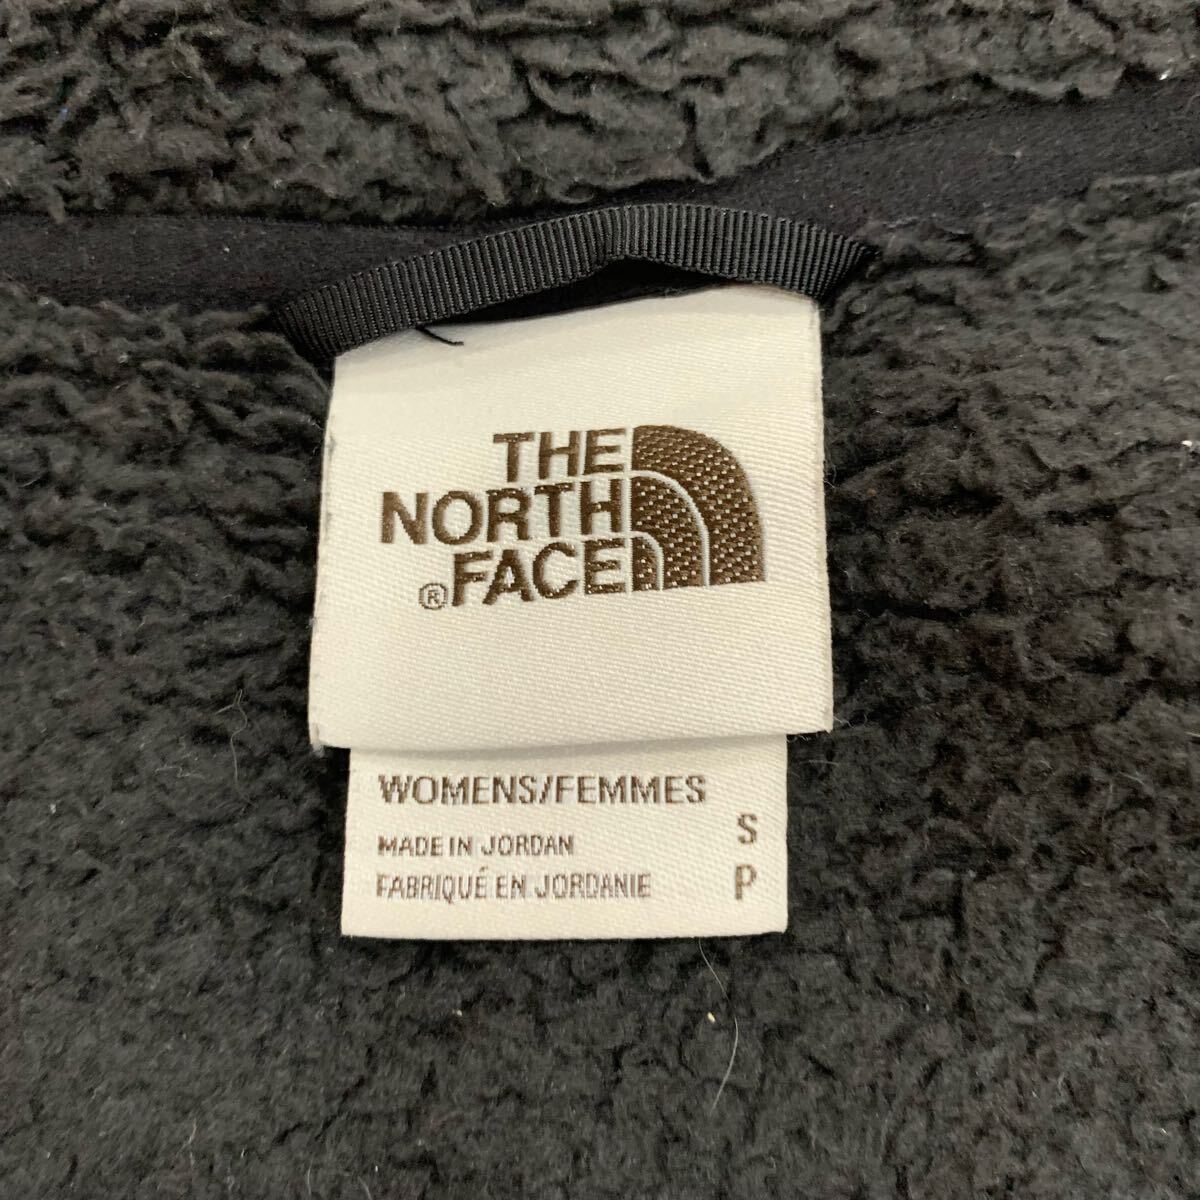 THE
NORTH
® FACE
WOMENS/FEMMES
S
MADE IN JORDAN
FABRIQUÉ EN JORDANIE
P